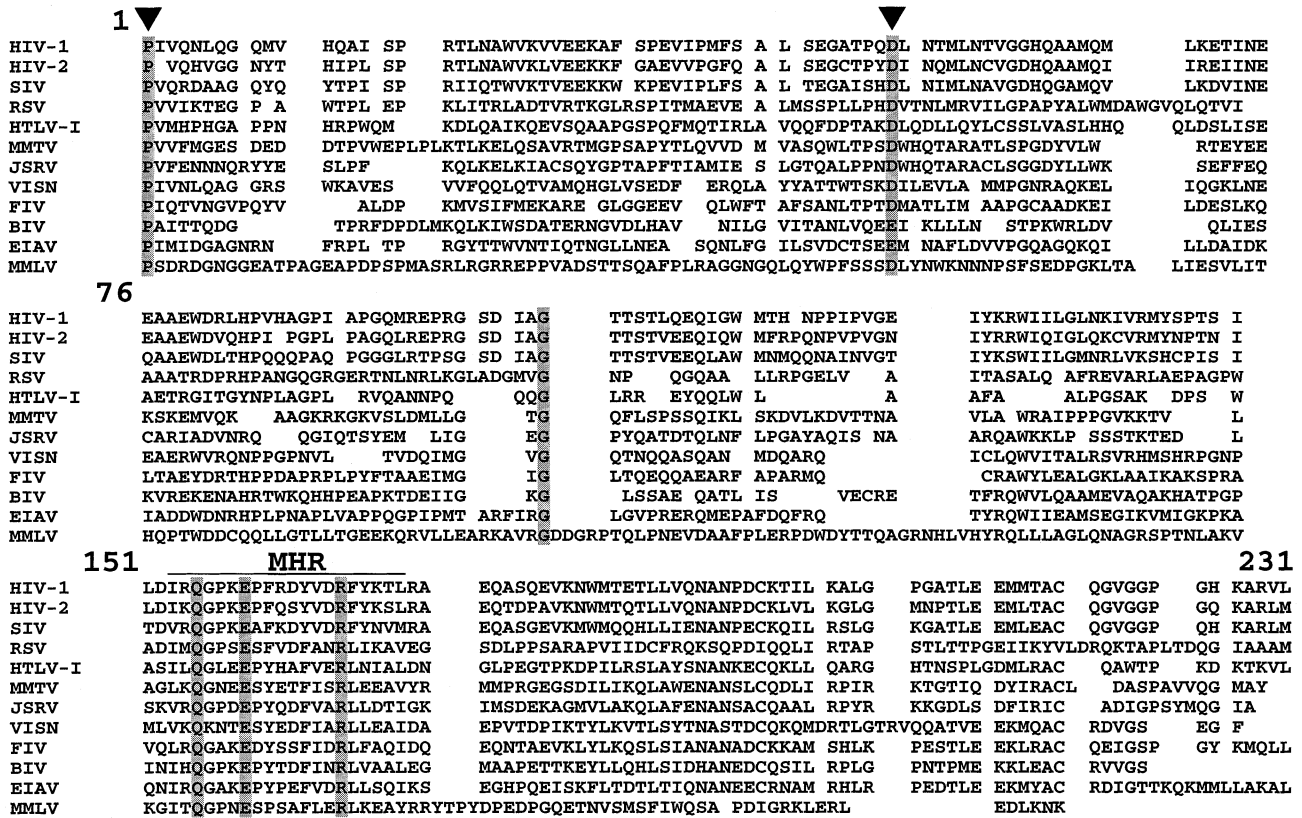 1
HIV-1 PIVQNLQG QMV HQAI SP RTLNAWVKVVEEKAF SPEVIPMFS A L SEGATPQDL NTMLNTVGGHQAAMQM LKETINE
HIV-2 P VQHVGG NYT HIPL SP RTLNAWVKLVEEKKF GAEVVPGFQ A L SEGCTPYDI NQMLNCVGDHQAAMQI IREIINE
SIV PVQRDAAG QYQ YTPI SP RIIQTWVKTVEEKKW KPEVIPLFS A L TEGAISHDL NIMLNAVGDHQGAMQV LKDVINE
RSV PVVIKTEG P A WTPL EP KLITRLADTVRTKGLRSPITMAEVE A LMSSPLLPHDVTNLMRVILGPAPYALWMDAWGVQLQTVI
HTLV-I PVMHPHGA PPN HRPWQM KDLQAIKQEVSQAAPGSPQFMQTIRLA VQQFDPTAKDLQDLLQYLCSSLVASLHHQ QLDSLISE
MMTV PVVFMGES DED DTPVWEPLPLKTLKELQSAVRTMGPSAPYTLQVVD M VASQWLTPSDWHQTARATLSPGDYVLW RTEYEE
JSRV PVFENNNQRYYE SLPF KQLKELKIACSQYGPTAPFTIAMIE S LGTQALPPNDWHQTARACLSGGDYLLWK SEFFEQ
VISN PIVNLQAG GRS WKAVES VVFQQLQTVAMQHGLVSEDF ERQLA YYATTWTSKDILEVLA MMPGNRAQKEL IQGKLNE
FIV PIQTVNGVPQYV ALDP KMVSIFMEKARE GLGGEEV QLWFT AFSANLTPTDMATLIM AAPGCAADKEI LDESLKQ
BIV PAITTQDG TPRFDPDLMKQLKIWSDATERNGVDLHAV NILG VITANLVQEEI KLLLN STPKWRLDV QLIES
EIAV PIMIDGAGNRN FRPL TP RGYTTWVNTIQTNGLLNEA SQNLFG ILSVDCTSEEMNAFLDVVPGQAGQKQI LLDAIDK
MMLV PSDRDGNGGEATPAGEAPDPSPMASRLRGRREPPVADSTTSQAFPLRAGGNGQLQYWPFSSSDLYNWKNNNPSFSEDPGKLTA LIESVLIT
76
HIV-1 EAAEWDRLHPVHAGPI APGQMREPRG SD IAG TTSTLQEQIGW MTH NPPIPVGE IYKRWIILGLNKIVRMYSPTS I
HIV-2 EAAEWDVQHPI PGPL PAGQLREPRG SD IAG TTSTVEEQIQW MFRPQNPVPVGN IYRRWIQIGLQKCVRMYNPTN I
SIV QAAEWDLTHPQQQPAQ PGGGLRTPSG SD IAG TTSTVEEQLAW MNMQQNAINVGT IYKSWIILGMNRLVKSHCPIS I
RSV AAATRDPRHPANGQGRGERTNLNRLKGLADGMVG NP QGQAA LLRPGELV A ITASALQ AFREVARLAEPAGPW
HTLV-I AETRGITGYNPLAGPL RVQANNPQ QQG LRR EYQQLW L A AFA ALPGSAK DPS W
MMTV KSKEMVQK AAGKRKGKVSLDMLLG TG QFLSPSSQIKL SKDVLKDVTTNA VLA WRAIPPPGVKKTV L
JSRV CARIADVNRQ QGIQTSYEM LIG EG PYQATDTQLNF LPGAYAQIS NA ARQAWKKLP SSSTKTED L
VISN EAERWVRQNPPGPNVL TVDQIMG VG QTNQQASQAN MDQARQ ICLQWVITALRSVRHMSHRPGNP
FIV LTAEYDRTHPPDAPRPLPYFTAAEIMG IG LTQEQQAEARF APARMQ CRAWYLEALGKLAAIKAKSPRA
BIV KVREKENAHRTWKQHHPEAPKTDEIIG KG LSSAE QATL IS VECRE TFRQWVLQAAMEVAQAKHATPGP
EIAV IADDWDNRHPLPNAPLVAPPQGPIPMT ARFIRG LGVPRERQMEPAFDQFRQ TYRQWIIEAMSEGIKVMIGKPKA
MMLV HQPTWDDCQQLLGTLLTGEEKQRVLLEARKAVRGDDGRPTQLPNEVDAAFPLERPDWDYTTQAGRNHLVHYRQLLLAGLQNAGRSPTNLAKV
151 MHR 231
HIV-1 LDIRQGPKEPFRDYVDRFYKTLRA EQASQEVKNWMTETLLVQNANPDCKTIL KALG PGATLE EMMTAC QGVGGP GH KARVL
HIV-2 LDIKQGPKEPFQSYVDRFYKSLRA EQTDPAVKNWMTQTLLVQNANPDCKLVL KGLG MNPTLE EMLTAC QGVGGP GQ KARLM
SIV TDVRQGPKEAFKDYVDRFYNVMRA EQASGEVKMWMQQHLLIENANPECKQIL RSLG KGATLE EMLEAC QGVGGP QH KARLM
RSV ADIMQGPSESFVDFANRLIKAVEG SDLPPSARAPVIIDCFRQKSQPDIQQLI RTAP STLTTPGEIIKYVLDRQKTAPLTDQG IAAAM
HTLV-I ASILQGLEEPYHAFVERLNIALDN GLPEGTPKDPILRSLAYSNANKECQKLL QARG HTNSPLGDMLRAC QAWTP KD KTKVL
MMTV AGLKQGNEESYETFISRLEEAVYR MMPRGEGSDILIKQLAWENANSLCQDLI RPIR KTGTIQ DYIRACL DASPAVVQG MAY
JSRV SKVRQGPDEPYQDFVARLLDTIGK IMSDEKAGMVLAKQLAFENANSACQAALRPYR KKGDLS DFIRIC ADIGPSYMQG IA
VISN MLVKQKNTESYEDFIARLLEAIDA EPVTDPIKTYLKVTLSYTNASTDCQKQMDRTLGTRVQQATVE EKMQAC RDVGS EG F
FIV VQLRQGAKEDYSSFIDRLFAQIDQ EQNTAEVKLYLKQSLSIANANADCKKAM SHLK PESTLE EKLRAC QEIGSP GY KMQLL
BIV INIHQGPKEPYTDFINRLVAALEG MAAPETTKEYLLQHLSIDHANEDCQSIL RPLG PNTPME KKLEAC RVVGS
EIAV QNIRQGAKEPYPEFVDRLLSQIKS EGHPQEISKFLTDTLTIQNANEECRNAM RHLR PEDTLE EKMYAC RDIGTTKQKMMLLAKAL
MMLV KGITQGPNESPSAFLERLKEAYRRYTPYDPEDPGQETNVSMSFIWQSA PDIGRKLERL EDLKNK